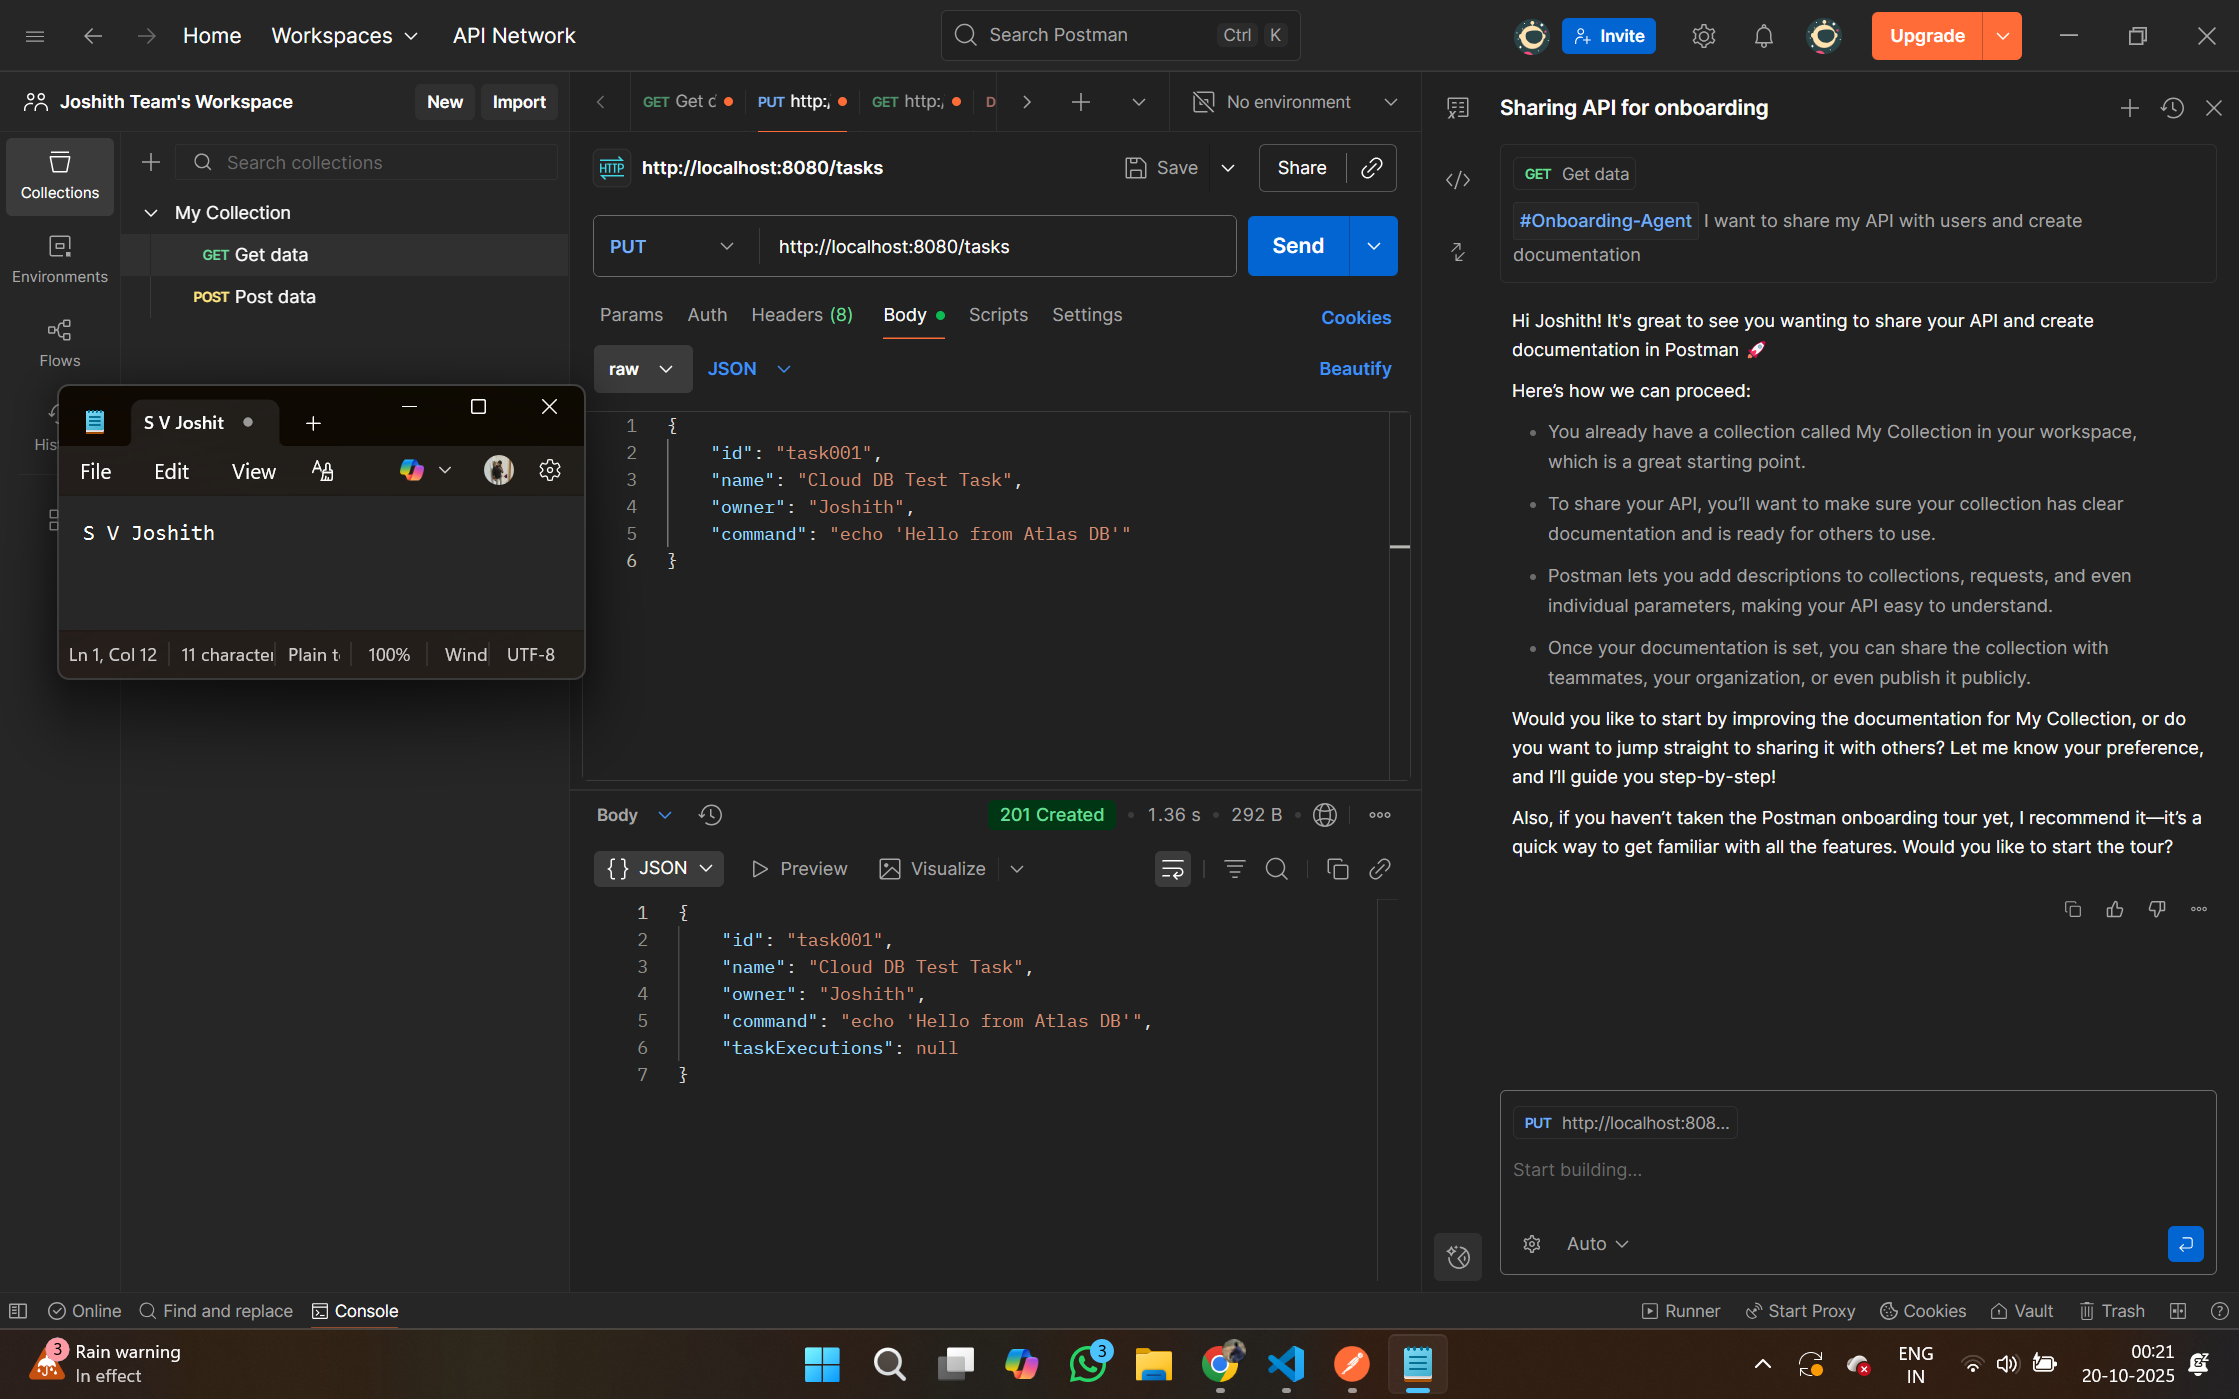 Home Workspaces API Network
Search Postman Ctrl K
Invite
Upgrade
Joshith Team's Workspace New Import
GET Get PUT http: GET http: D
No environment
Sharing API for onboarding
Collections
Search collections
My Collection
GET Get data
POST Post data
Environments
Flows
HTTP http://localhost:8080/tasks
Save Share
PUT http://localhost:8080/tasks Send
Params Auth Headers (8) Body Scripts Settings Cookies
raw JSON Beautify
1 {
2 "id": "task001",
3 "name": "Cloud DB Test Task",
4 "owner": "Joshith",
5 "command": "echo 'Hello from Atlas DB'"
6 }
S V Joshit
File Edit View
S V Joshith
Ln 1, Col 12 11 character Plain 100% Wind UTF-8
Body 201 Created 1.36 s 292 B
{} JSON Preview Visualize
1 {
2 "id": "task001",
3 "name": "Cloud DB Test Task",
4 "owner": "Joshith",
5 "command": "echo 'Hello from Atlas DB'",
6 "taskExecutions": null
7 }
GET Get data
#Onboarding-Agent I want to share my API with users and create
documentation
Hi Joshith! It's great to see you wanting to share your API and create
documentation in Postman 🚀
Here's how we can proceed:
• You already have a collection called My Collection in your workspace,
which is a great starting point.
• To share your API, you'll want to make sure your collection has clear
documentation and is ready for others to use.
• Postman lets you add descriptions to collections, requests, and even
individual parameters, making your API easy to understand.
• Once your documentation is set, you can share the collection with
teammates, your organization, or even publish it publicly.
Would you like to start by improving the documentation for My Collection, or do
you want to jump straight to sharing it with others? Let me know your preference,
and I'll guide you step-by-step!
Also, if you haven't taken the Postman onboarding tour yet, I recommend it—it's a
quick way to get familiar with all the features. Would you like to start the tour?
PUT http://localhost:808...
Start building...
Auto
Online Find and replace Console
Runner Start Proxy Cookies Vault Trash
3 Rain warning
In effect
3
ENG
IN
00:21
20-10-2025